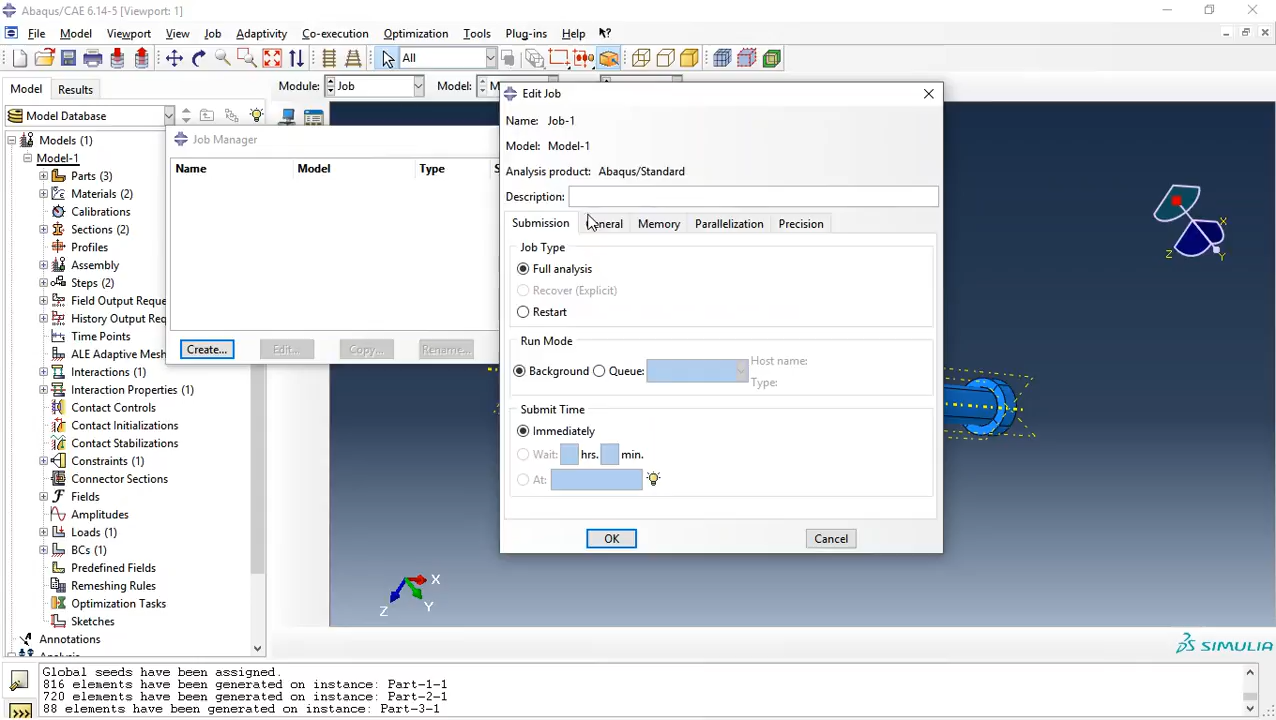 Abaqus/CAE 6.14-5 [Viewport: 1]
File Model Viewport View Job Adaptivity Co-execution Optimization Tools Plug-ins Help
All
Model Results
Module: Job Model:
Model Database
Models (1)
Model-1
Parts (3)
Materials (2)
Calibrations
Sections (2)
Profiles
Assembly
Steps (2)
Field Output Reque
History Output Req
Time Points
ALE Adaptive Mesh
Interactions (1)
Interaction Properties (1)
Contact Controls
Contact Initializations
Contact Stabilizations
Constraints (1)
Connector Sections
Fields
Amplitudes
Loads (1)
BCs (1)
Predefined Fields
Remeshing Rules
Optimization Tasks
Sketches
Annotations
Job Manager
Name Model Type S
Create... Edit... Copy... Rename...
Edit Job
Name: Job-1
Model: Model-1
Analysis product: Abaqus/Standard
Description:
Submission General Memory Parallelization Precision
Job Type
Full analysis
Recover (Explicit)
Restart
Run Mode
Background Queue: Host name:
Type:
Submit Time
Immediately
Wait: hrs. min.
At:
OK Cancel
X
Z
Y
X
Z
Y
SIMULIA
Global seeds have been assigned.
816 elements have been generated on instance: Part-1-1
720 elements have been generated on instance: Part-2-1
88 elements have been generated on instance: Part-3-1
>>>